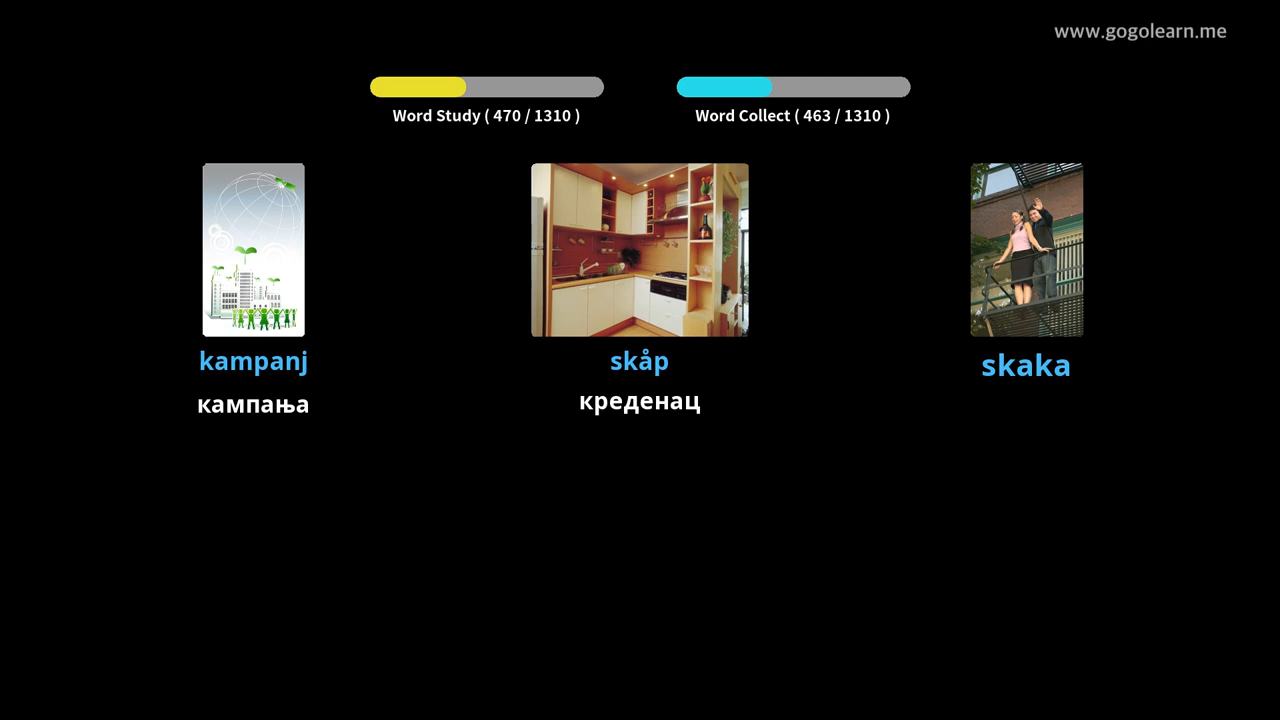 www.gogolearn.me
Word Study ( 470 / 1310 )
Word Collect ( 463 / 1310 )
kampanj
кампања
skåp
креденац
skaka